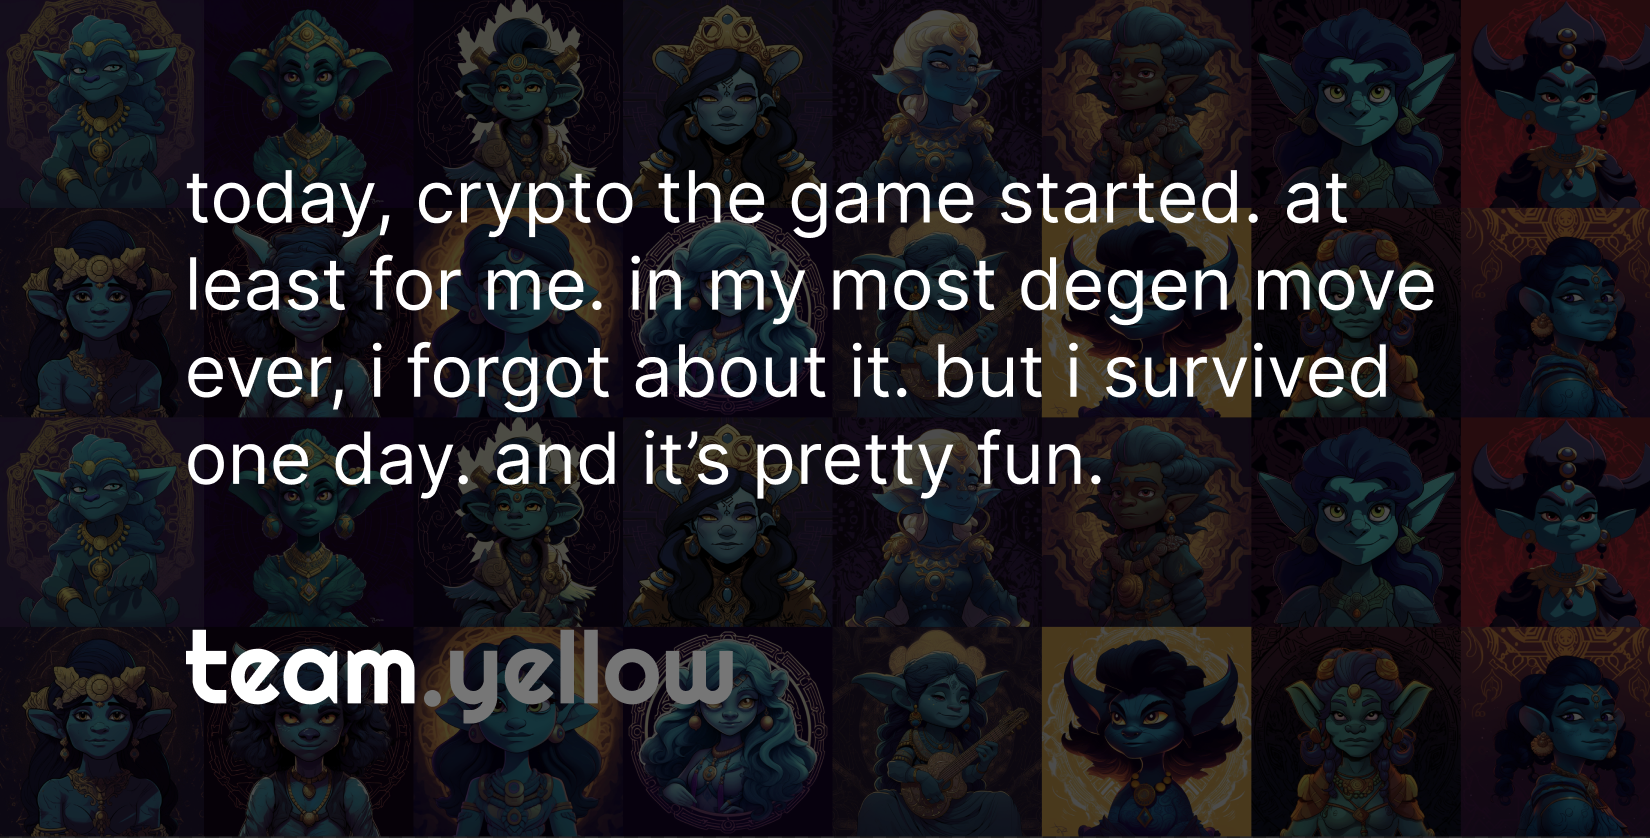 today, crypto the game started. at
least for me. in my most degen move
ever, i forgot about it. but i survived
one day. and it’s pretty fun.
team.yellow